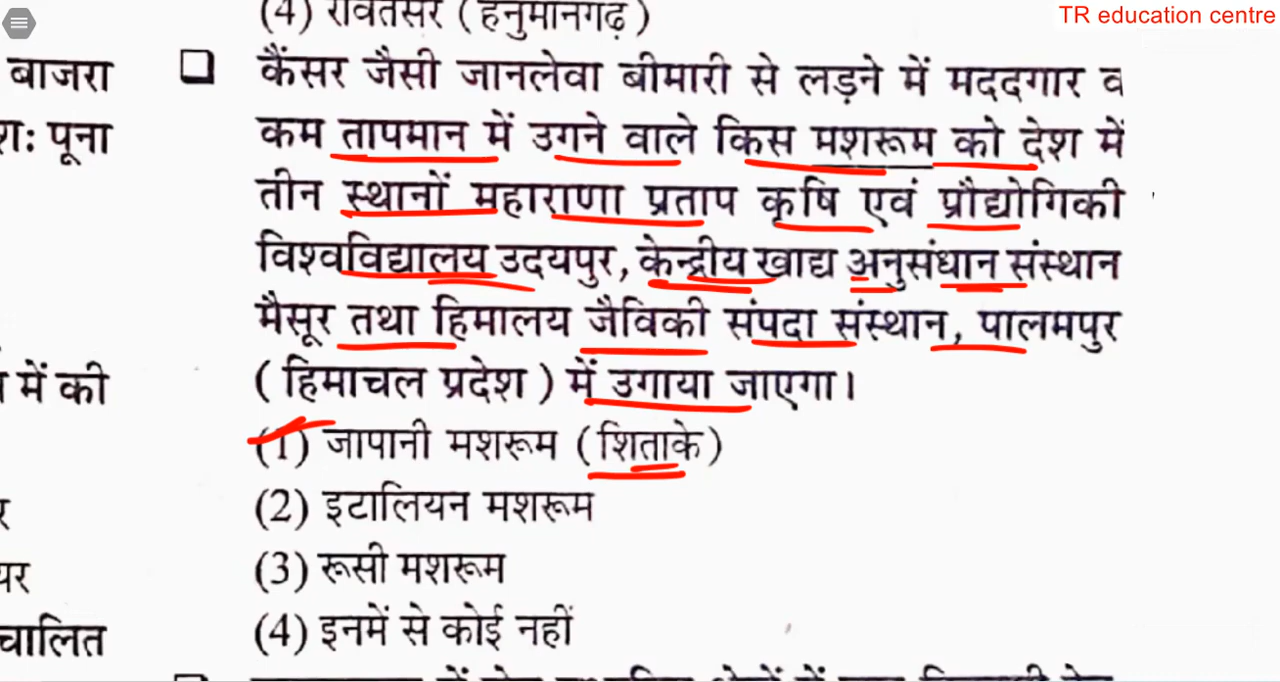 TR education centre
(4) रावतसर (हनुमानगढ़)
बाजरा
कैंसर जैसी जानलेवा बीमारी से लड़ने में मददगार व
पूना
कम तापमान में उगने वाले किस मशरूम को देश में
तीन स्थानों महाराणा प्रताप कृषि एवं प्रौद्योगिकी
विश्वविद्यालय उदयपुर, केन्द्रीय खाद्य अनुसंधान संस्थान
मैसूर तथा हिमालय जैविकी संपदा संस्थान, पालमपुर
में की
(हिमाचल प्रदेश) में उगाया जाएगा।
(1) जापानी मशरूम (शिताके)
(2) इटालियन मशरूम
(3) रूसी मशरूम
चालित
(4) इनमें से कोई नहीं